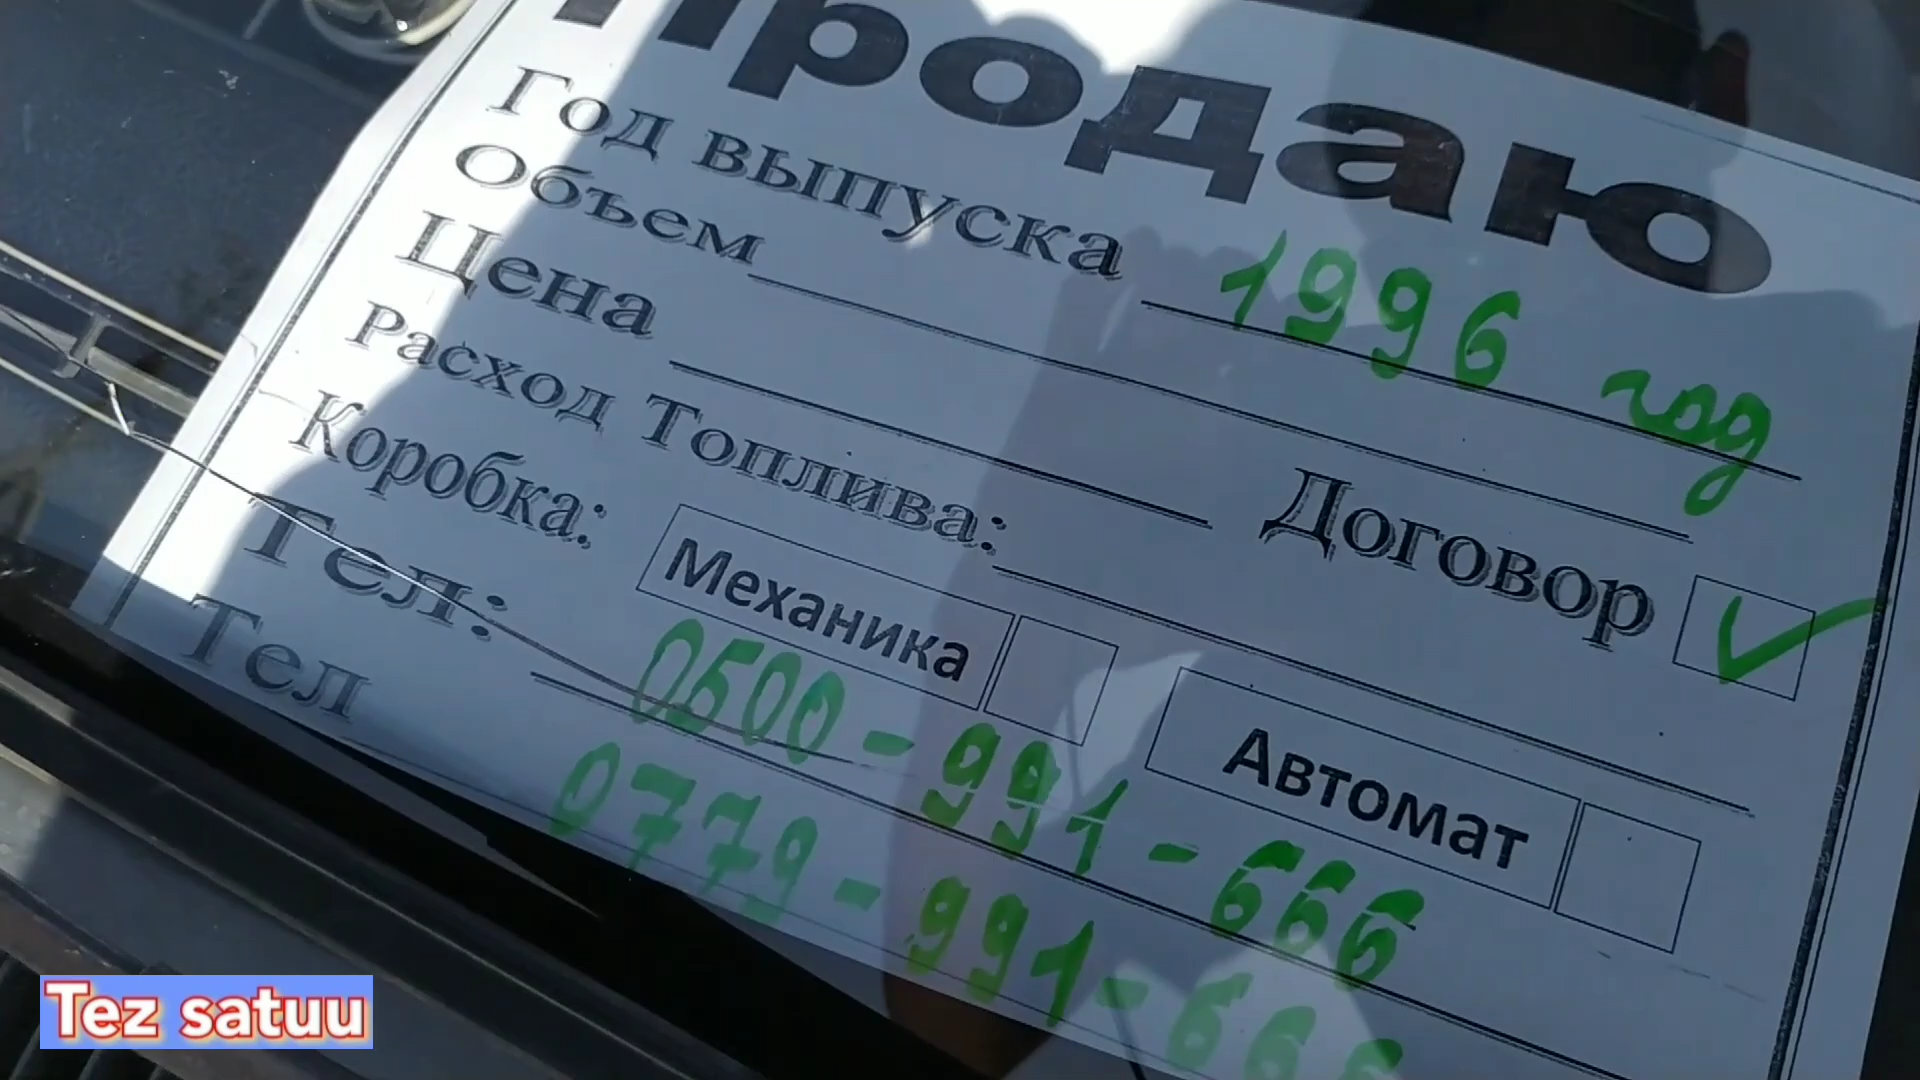 Продаю
Год выпуска 1996 год
Объем
Цена Договор
Расход Топлива:
Коробка: Механика Автомат
Тел: 0500-991-666
Тел 0779-991-666
Tez satuu